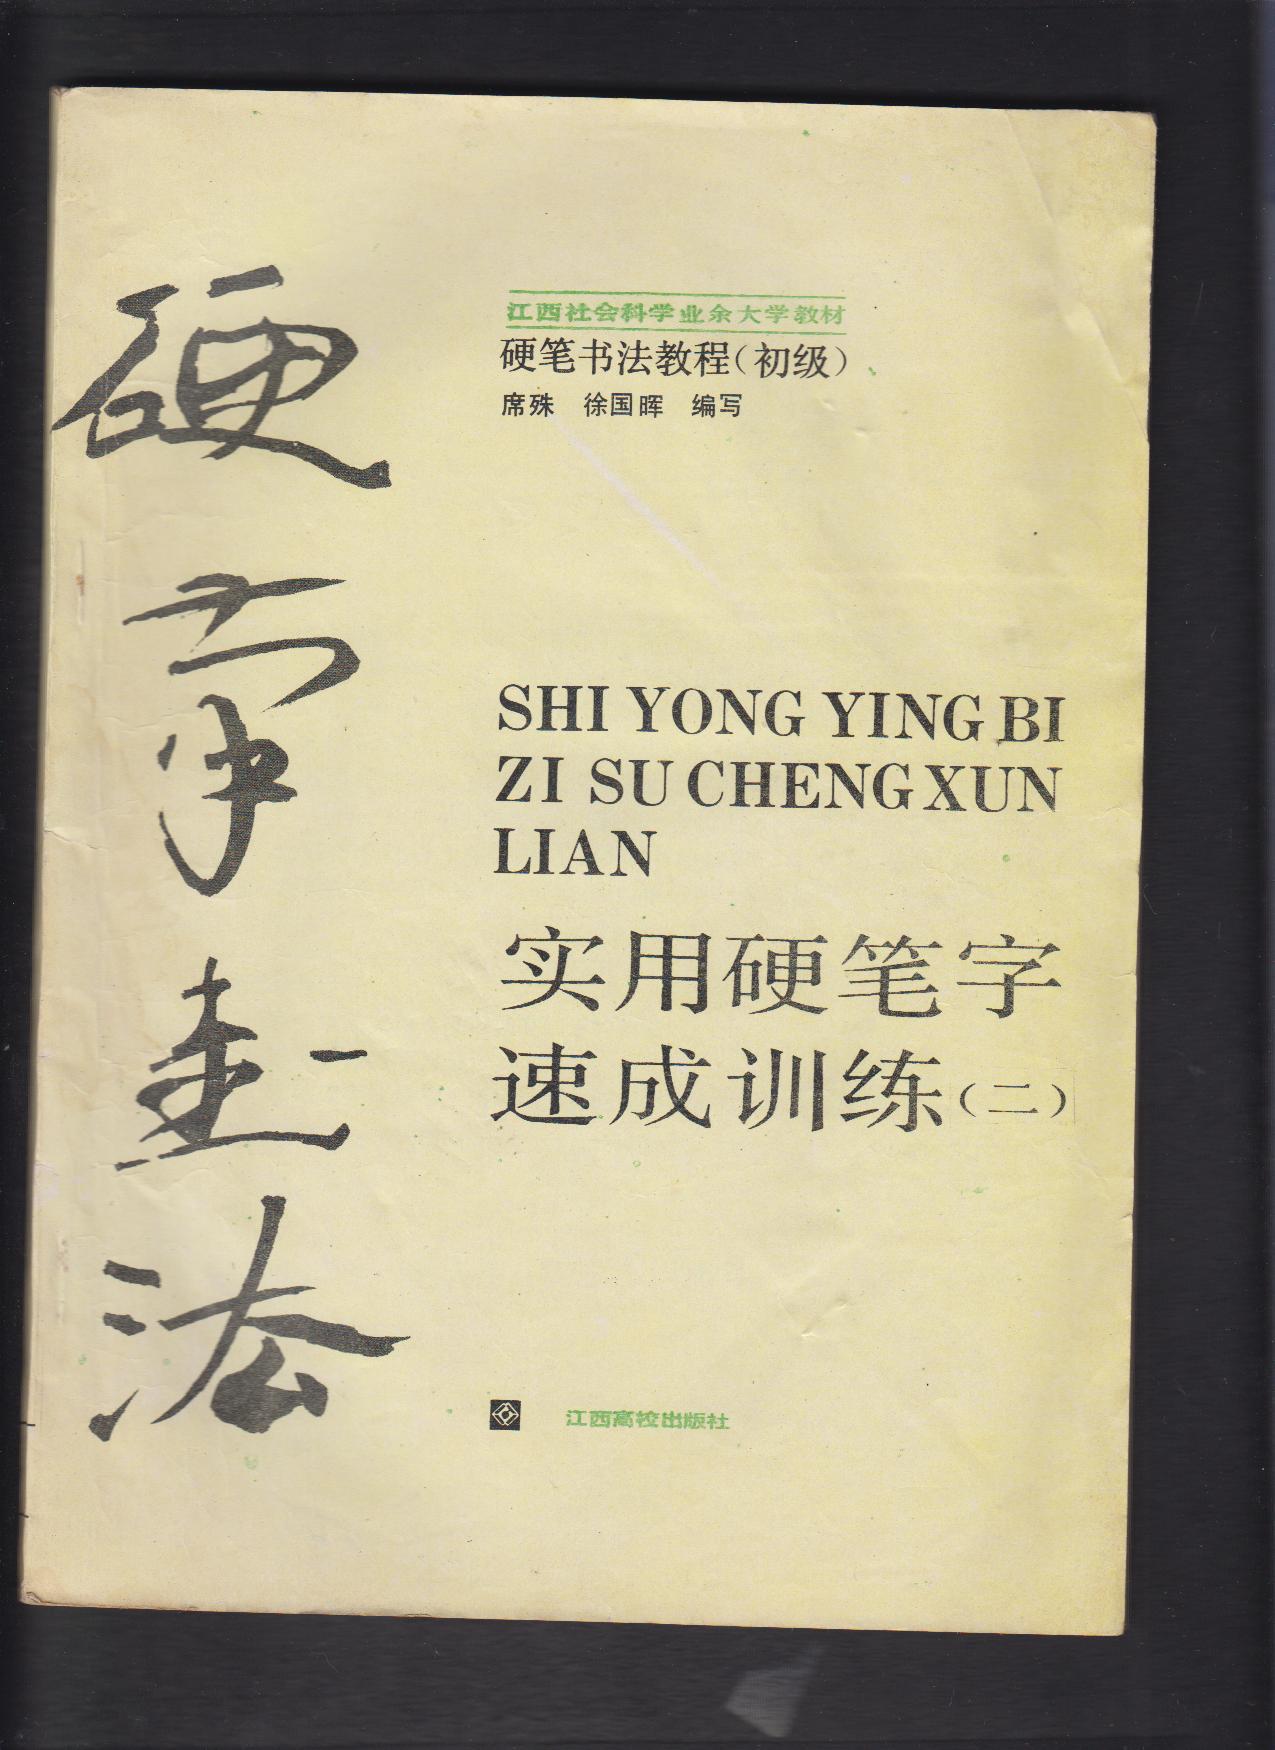 硬笔书法
江西社会科学业余大学教材
硬笔书法教程(初级)
席殊 徐国晖 编写
SHI YONG YING BI
ZI SU CHENG XUN
LIAN
实用硬笔字
速成训练(二)
江西高校出版社